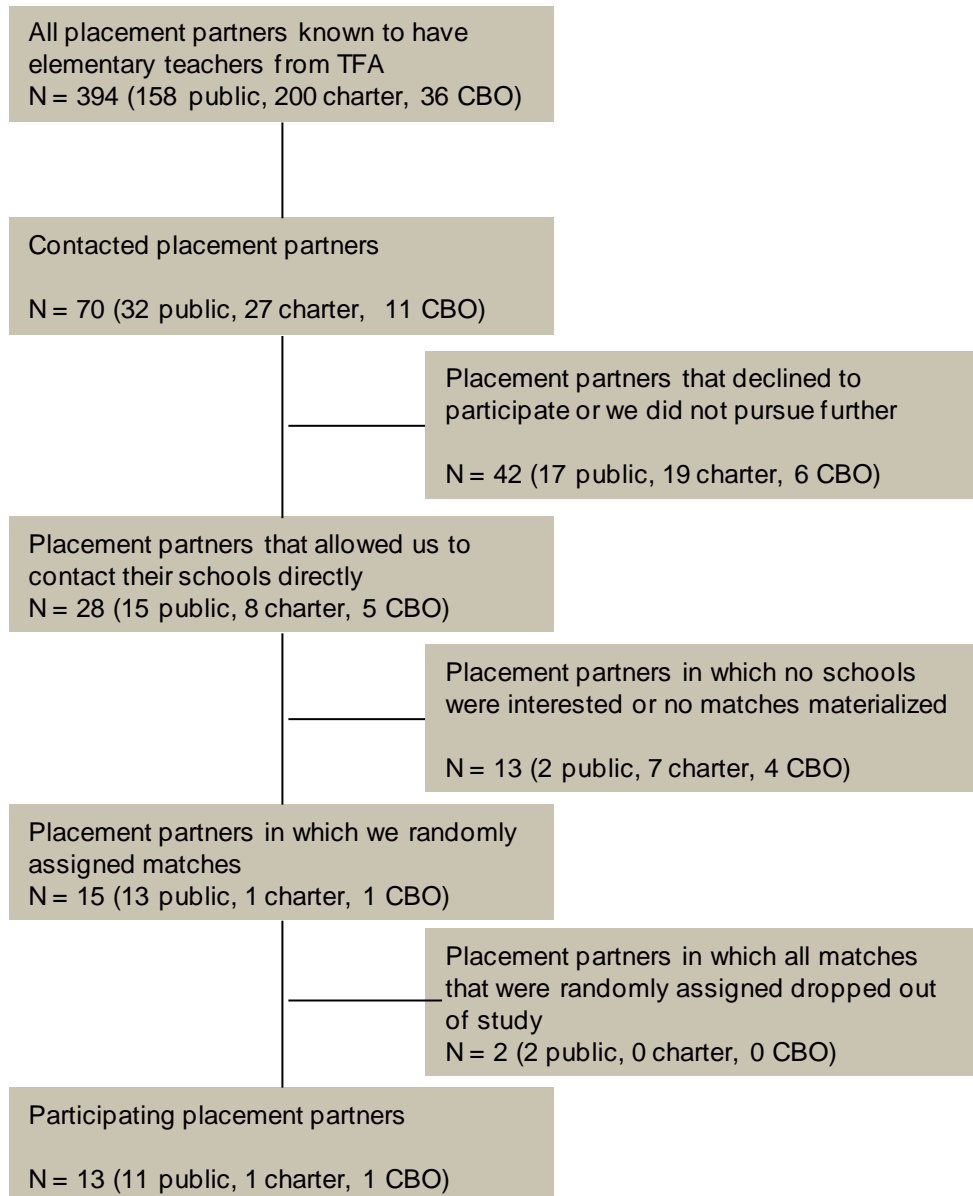 All placement partners known to have
elementary teachers from TFA
N = 394 (158 public, 200 charter, 36 CBO)
Contacted placement partners
N = 70 (32 public, 27 charter, 11 CBO)
Placement partners that declined to
participate or we did not pursue further
N = 42 (17 public, 19 charter, 6 CBO)
Placement partners that allowed us to
contact their schools directly
N = 28 (15 public, 8 charter, 5 CBO)
Placement partners in which no schools
were interested or no matches materialized
N = 13 (2 public, 7 charter, 4 CBO)
Placement partners in which we randomly
assigned matches
N = 15 (13 public, 1 charter, 1 CBO)
Placement partners in which all matches
that were randomly assigned dropped out
of study
N = 2 (2 public, 0 charter, 0 CBO)
Participating placement partners
N = 13 (11 public, 1 charter, 1 CBO)